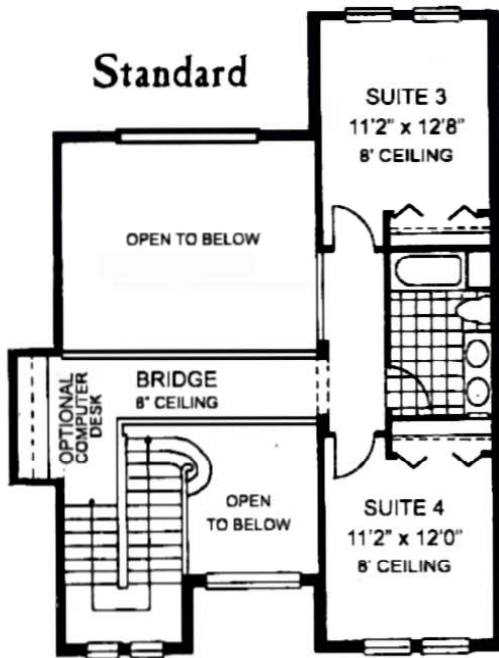 Standard
SUITE 3
11'2" x 12'8"
8' CEILING
OPEN TO BELOW
BRIDGE
8" CEILING
OPTIONAL
COMPUTER
DESK
OPEN
TO BELOW
SUITE 4
11'2" x 12'0"
8' CEILING